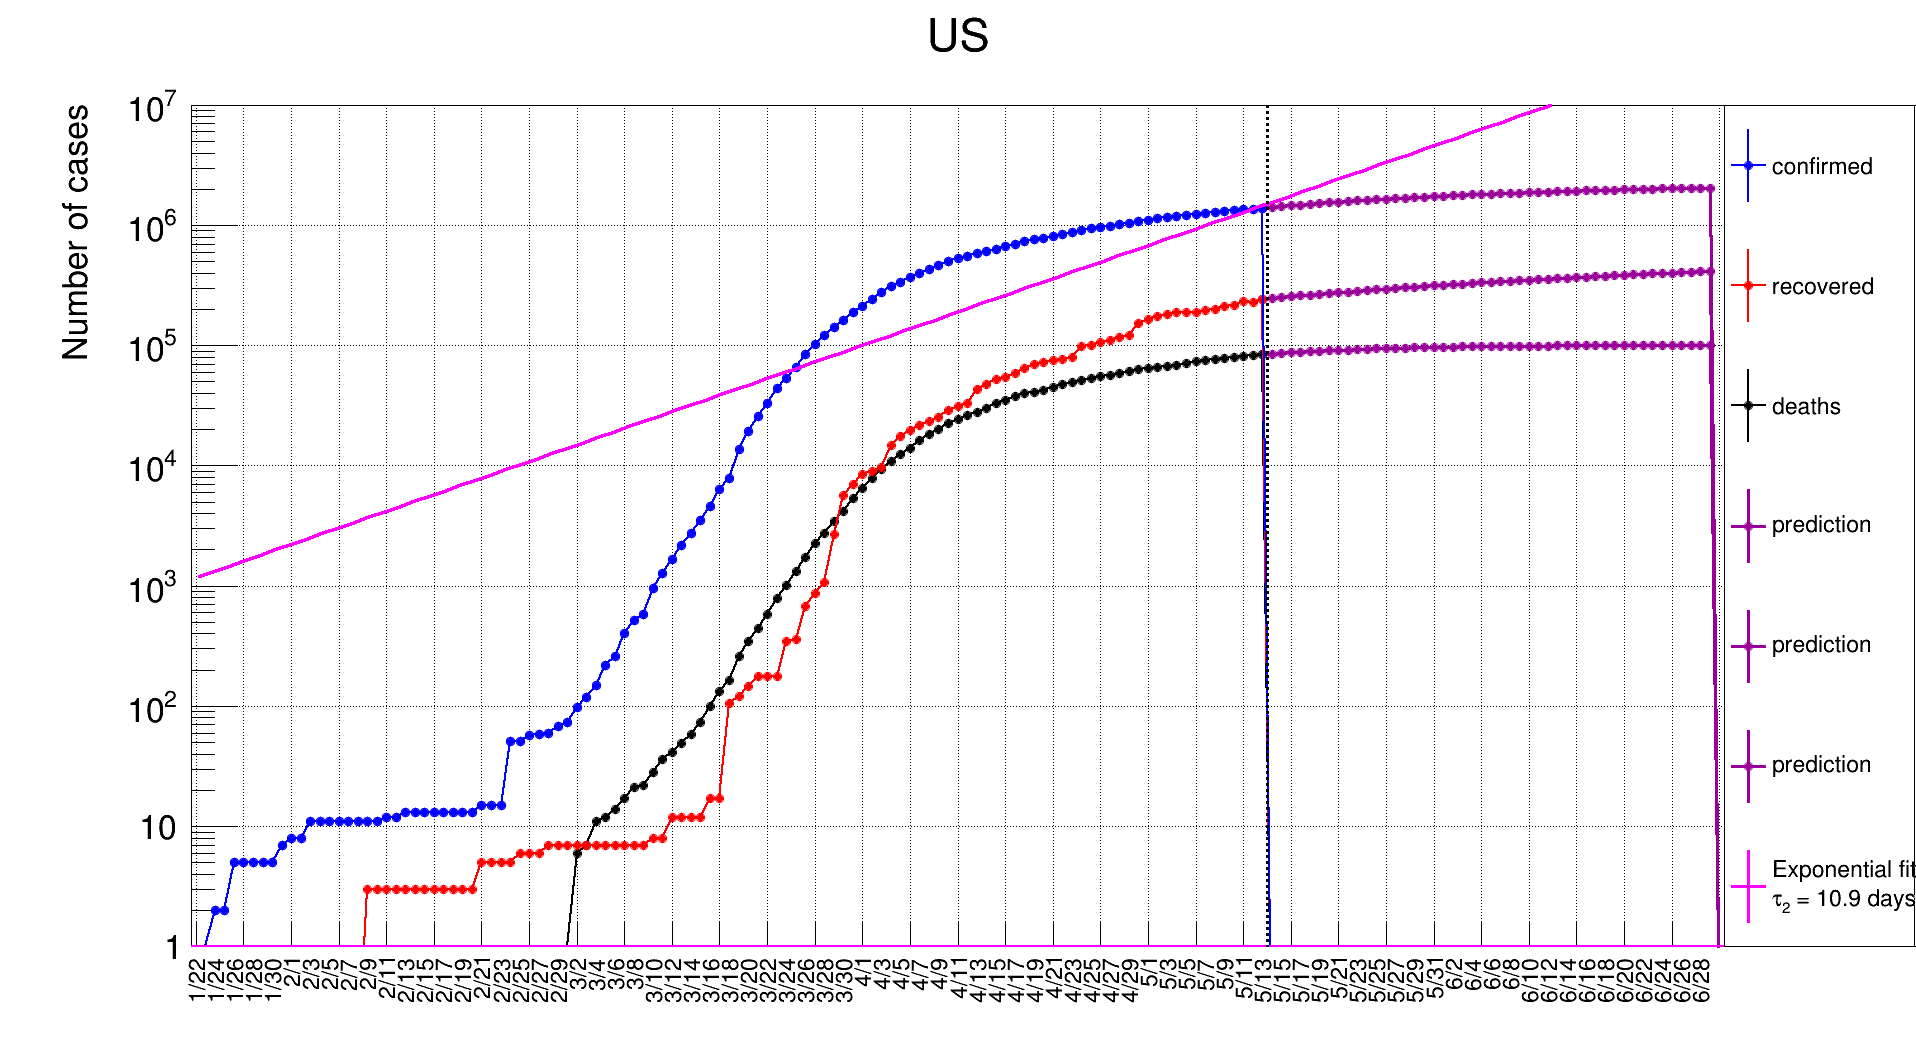 US
Number of cases
10^7
10^6
10^5
10^4
10^3
10^2
10
1
1/22 1/24 1/26 1/28 1/30 2/1 2/3 2/5 2/7 2/9 2/11 2/13 2/15 2/17 2/19 2/21 2/23 2/25 2/27 2/29 3/2 3/4 3/6 3/8 3/10 3/12 3/14 3/16 3/18 3/20 3/22 3/24 3/26 3/28 3/30 4/1 4/3 4/5 4/7 4/9 4/11 4/13 4/15 4/17 4/19 4/21 4/23 4/25 4/27 4/29 5/1 5/3 5/5 5/7 5/9 5/11 5/13 5/15 5/17 5/19 5/21 5/23 5/25 5/27 5/29 5/31 6/2 6/4 6/6 6/8 6/10 6/12 6/14 6/16 6/18 6/20 6/22 6/24 6/26 6/28
confirmed
recovered
deaths
prediction
prediction
prediction
Exponential fit
τ₂ = 10.9 days